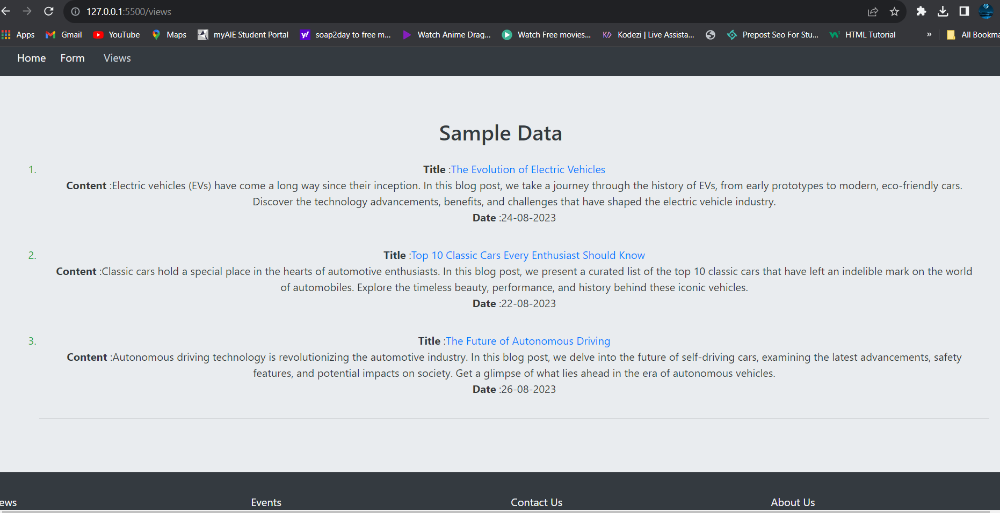 127.0.0.1:5500/views
Apps Gmail YouTube Maps myAIE Student Portal soap2day to free m... Watch Anime Drag... Watch Free movies... Kodezi | Live Assista... Prepost Seo For Stu... HTML Tutorial » All Bookma
Home Form Views
Sample Data
1. Title :The Evolution of Electric Vehicles
Content :Electric vehicles (EVs) have come a long way since their inception. In this blog post, we take a journey through the history of EVs, from early prototypes to modern, eco-friendly cars.
Discover the technology advancements, benefits, and challenges that have shaped the electric vehicle industry.
Date :24-08-2023
2. Title :Top 10 Classic Cars Every Enthusiast Should Know
Content :Classic cars hold a special place in the hearts of automotive enthusiasts. In this blog post, we present a curated list of the top 10 classic cars that have left an indelible mark on the world
of automobiles. Explore the timeless beauty, performance, and history behind these iconic vehicles.
Date :22-08-2023
3. Title :The Future of Autonomous Driving
Content :Autonomous driving technology is revolutionizing the automotive industry. In this blog post, we delve into the future of self-driving cars, examining the latest advancements, safety
features, and potential impacts on society. Get a glimpse of what lies ahead in the era of autonomous vehicles.
Date :26-08-2023
ews Events Contact Us About Us